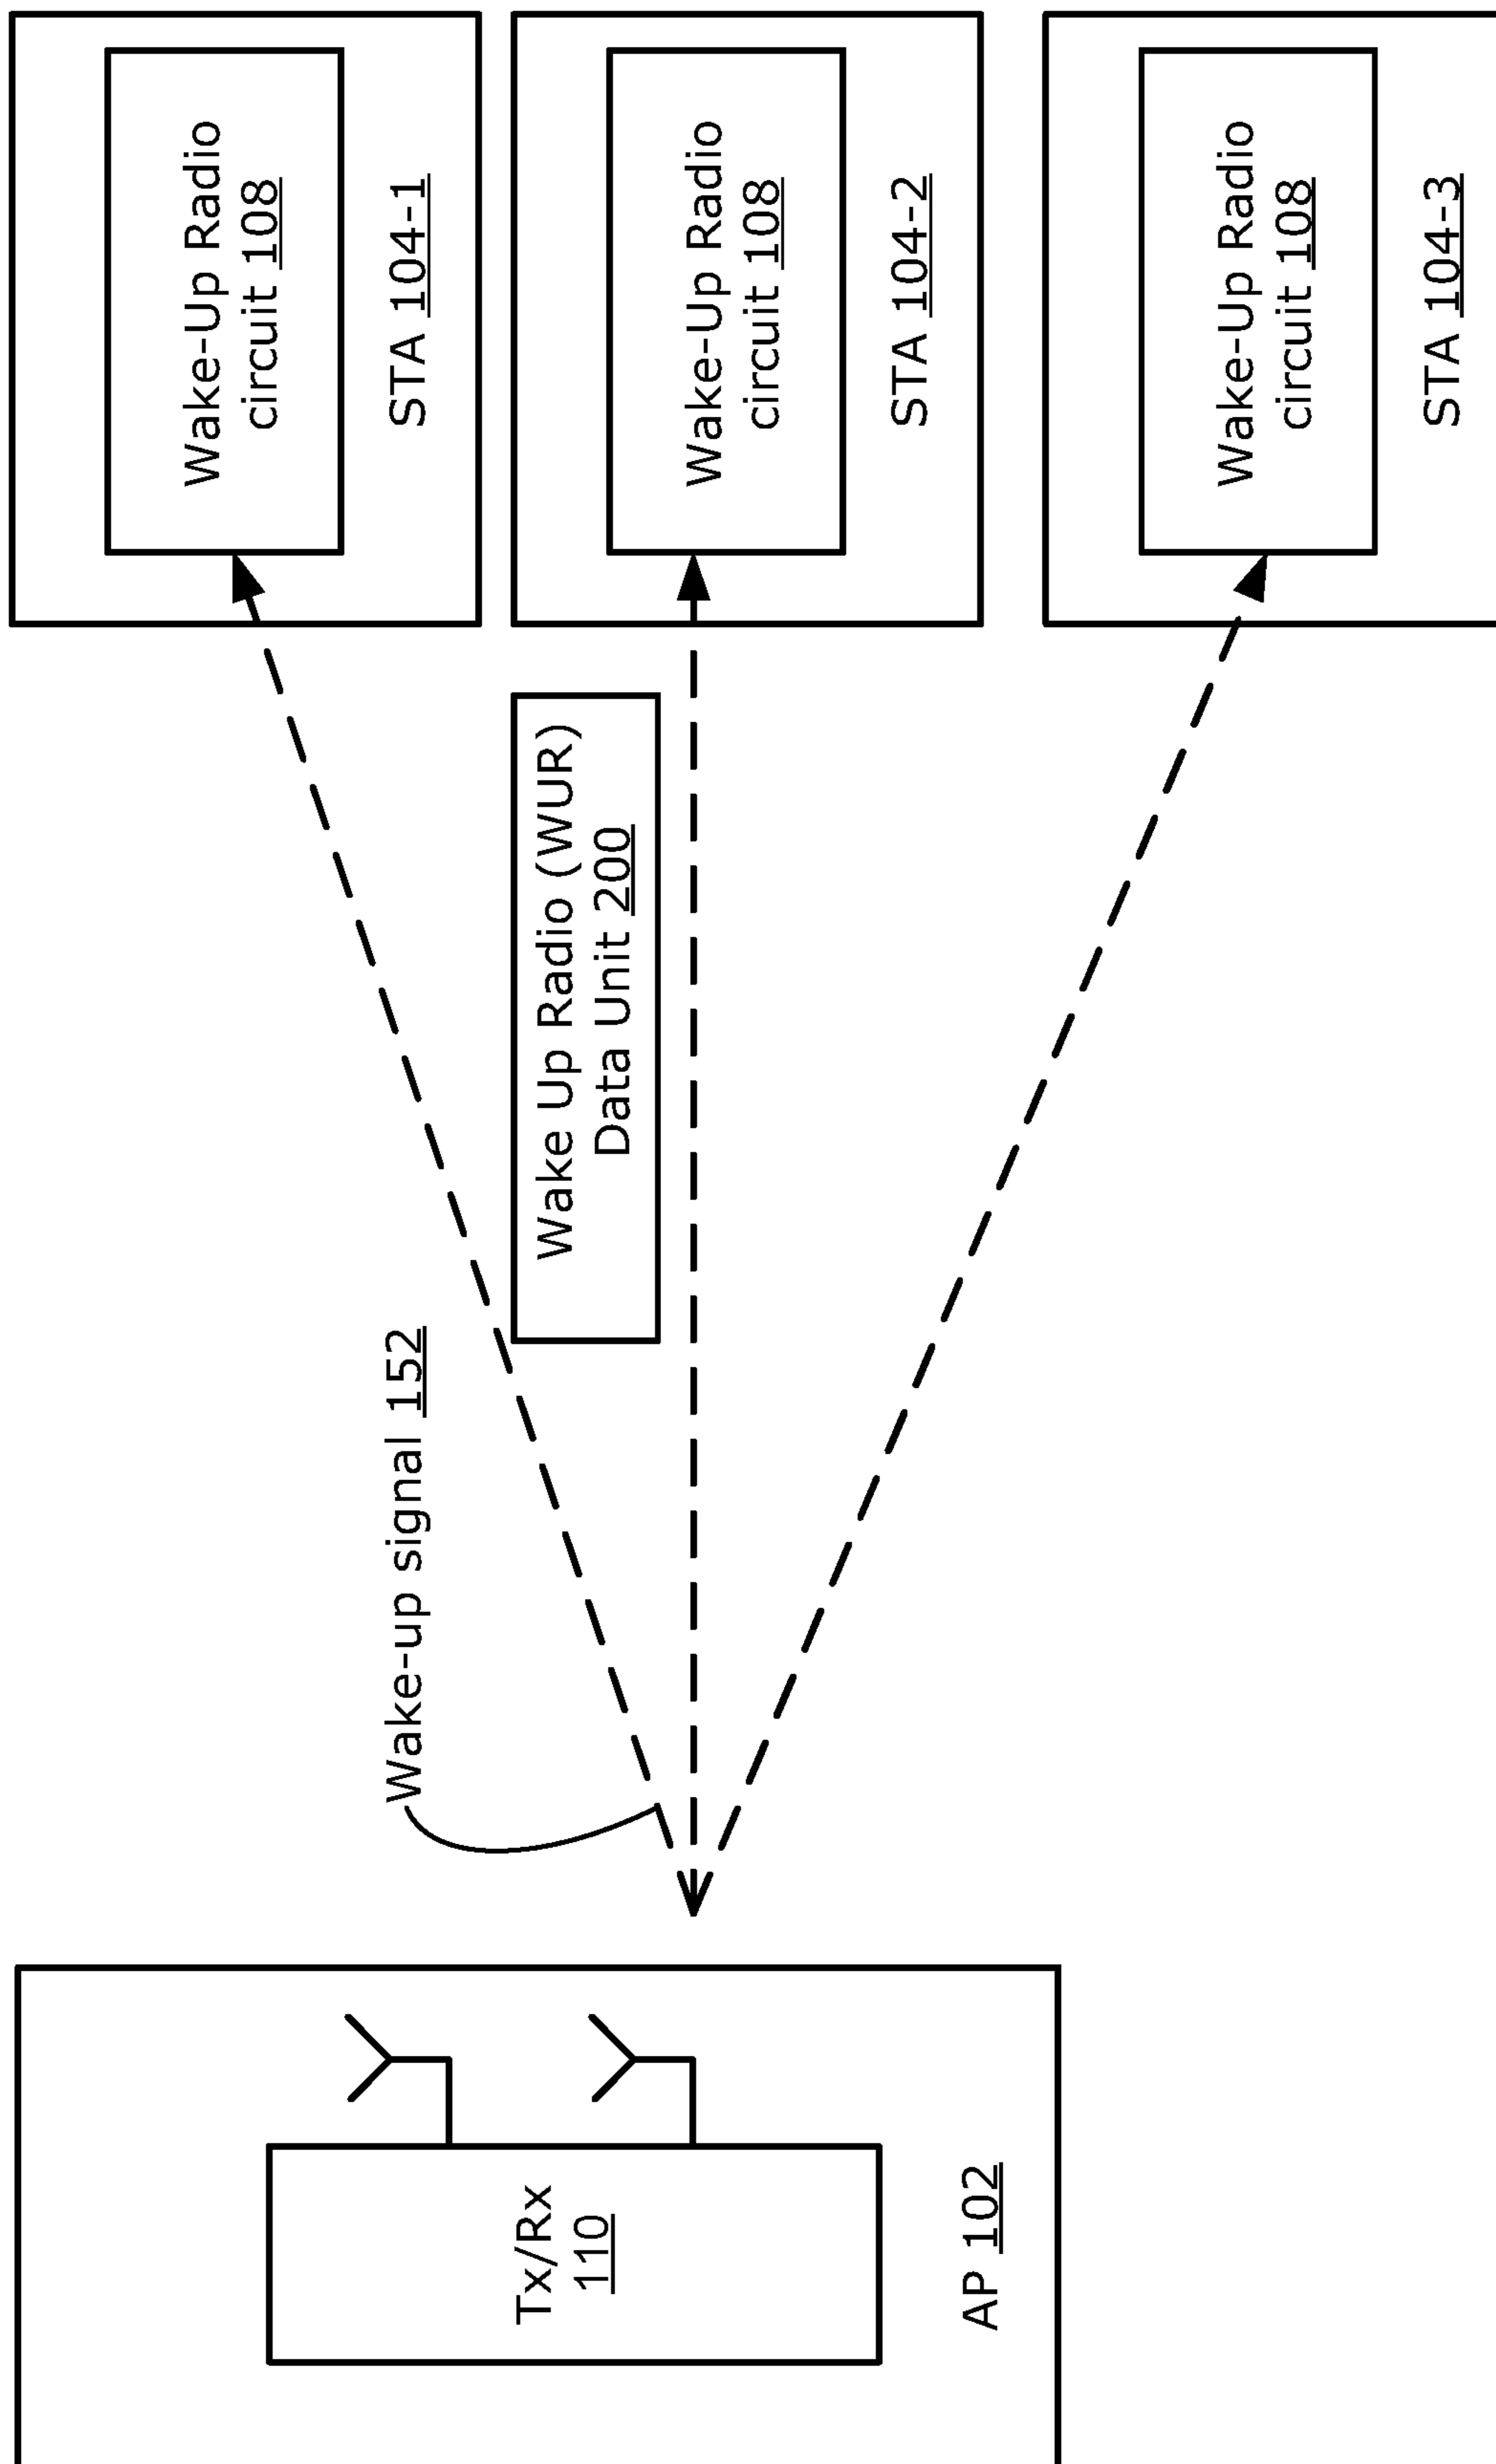 Wake-Up Radio
circuit 108
STA 104-1
Wake-up signal 152
Wake Up Radio (WUR)
Data Unit 200
Wake-Up Radio
circuit 108
STA 104-2
Tx/Rx
110
AP 102
Wake-Up Radio
circuit 108
STA 104-3